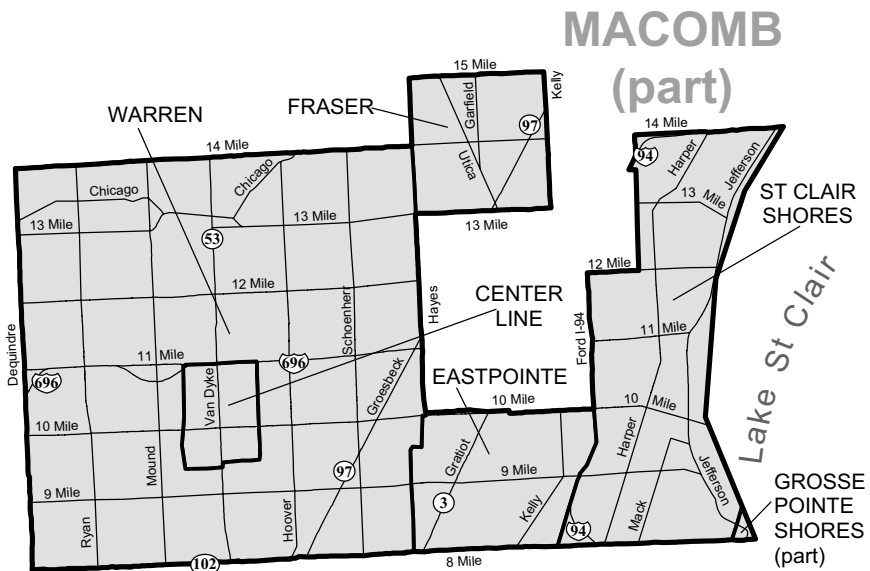 MACOMB
(part)
15 Mile
Kelly
FRASER
Garfield
97
Utica
WARREN
14 Mile
14 Mile
94
Harper
Jefferson
Chicago
Chicago
13 Mile
ST CLAIR
SHORES
13 Mile
13 Mile
13 Mile
53
12 Mile
12 Mile
CENTER
LINE
Hayes
Schoenherr
Ford I-94
Lake St Clair
Dequindre
11 Mile
11 Mile
696
696
Van Dyke
Groesbeck
EASTPOINTE
10 Mile
10 Mile
10 Mile
Harper
Gratiot
Mound
97
9 Mile
9 Mile
Jefferson
GROSSE
POINTE
SHORES
(part)
Ryan
Hoover
3
Kelly
94
Mack
102
8 Mile